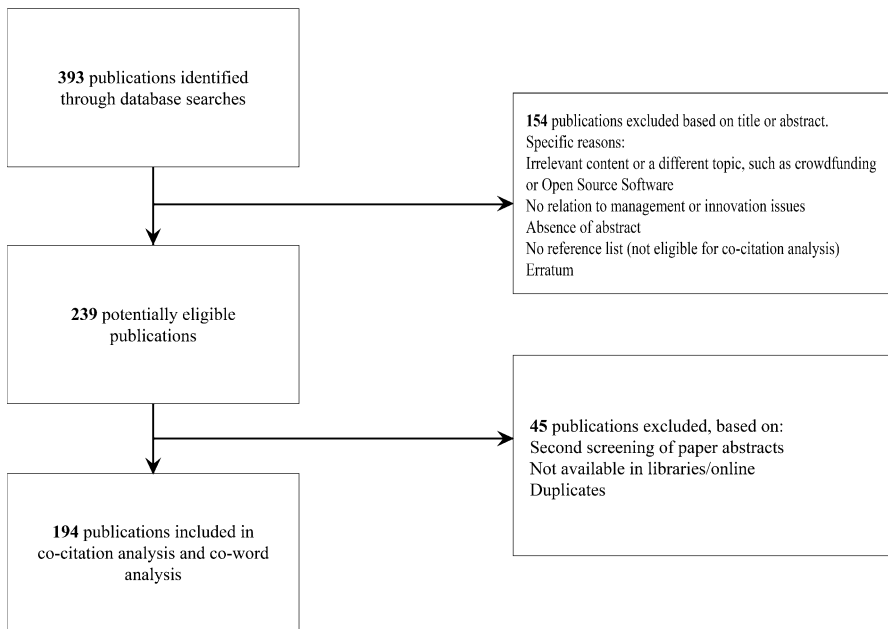 393 publications identified
through database searches
154 publications excluded based on title or abstract.
Specific reasons:
Irrelevant content or a different topic, such as crowdfunding
or Open Source Software
No relation to management or innovation issues
Absence of abstract
No reference list (not eligible for co-citation analysis)
Erratum
239 potentially eligible
publications
45 publications excluded, based on:
Second screening of paper abstracts
Not available in libraries/online
Duplicates
194 publications included in
co-citation analysis and co-word
analysis